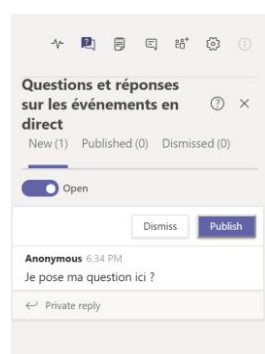 Questions et réponses
sur les événements en
direct
New (1) Published (0) Dismissed (0)
Open
Dismiss Publish
Anonymous 6:34 PM
Je pose ma question ici ?
Private reply